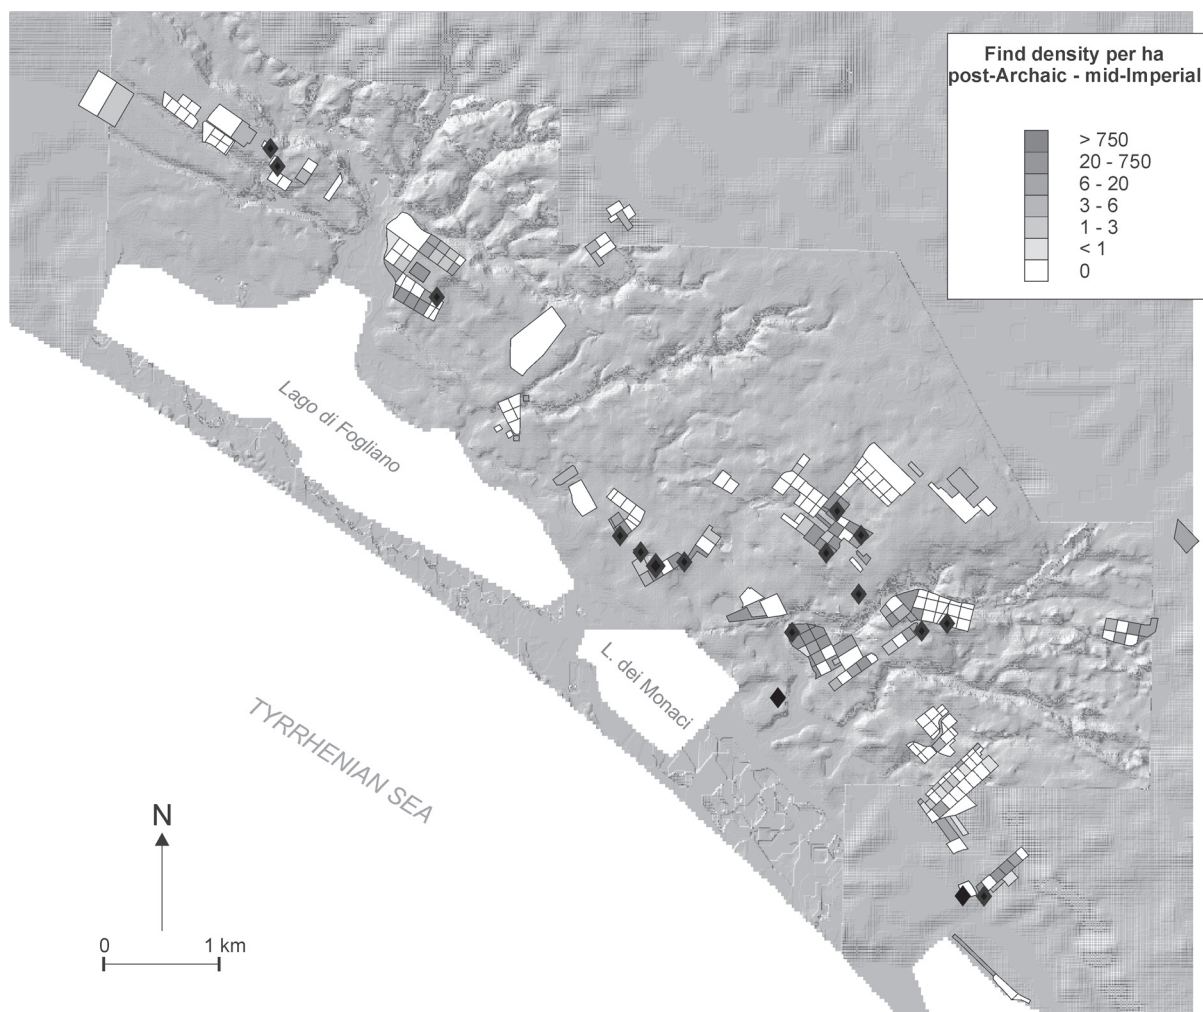 Find density per ha
post-Archaic - mid-Imperial
> 750
20 - 750
6 - 20
3 - 6
1 - 3
< 1
0
Lago di Fogliano
L. dei Monaci
TYRRHENIAN SEA
N
0 1 km